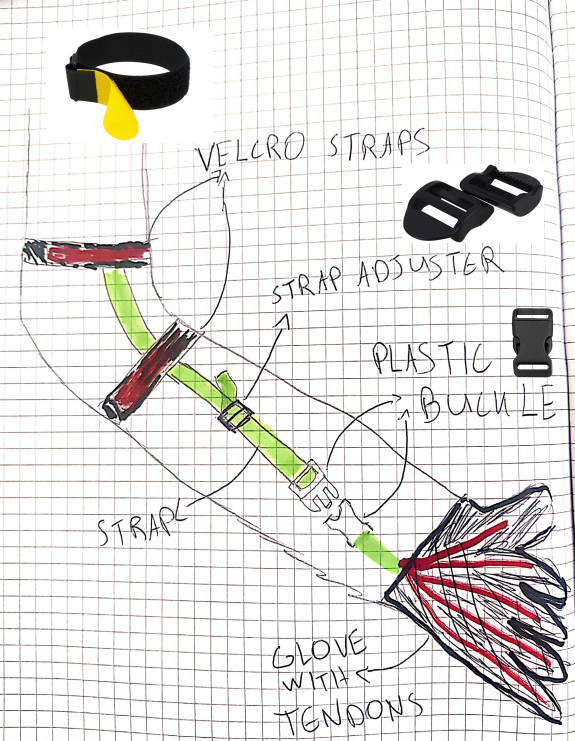 VELCRO STRAPS
STRAP ADJUSTER
PLASTIC
BUCKLE
STRAP
GLOVE
WITH
TENDONS